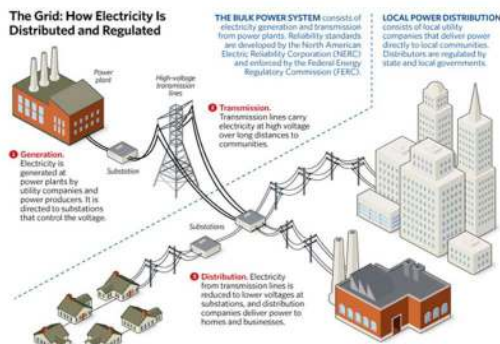 The Grid: How Electricity Is
Distributed and Regulated
THE BULK POWER SYSTEM consists of
electricity generation and transmission
from power plants. Reliability standards
are developed by the North American
Electric Reliability Corporation (NERC)
and enforced by the Federal Energy
Regulatory Commission (FERC).
LOCAL POWER DISTRIBUTION
consists of local utility
companies that deliver power
directly to local communities.
Distributors are regulated by
state and local governments.
Power
plant
High-voltage
transmission
lines
Substation
1 Generation.
Electricity is
generated at
power plants by
utility companies and
power producers. It is
directed to substations
that control the voltage.
2 Transmission.
Transmission lines carry
electricity at high voltage
over long distances to
communities.
Substations
3 Distribution. Electricity
from transmission lines is
reduced to lower voltages at
substations, and distribution
companies deliver power to
homes and businesses.